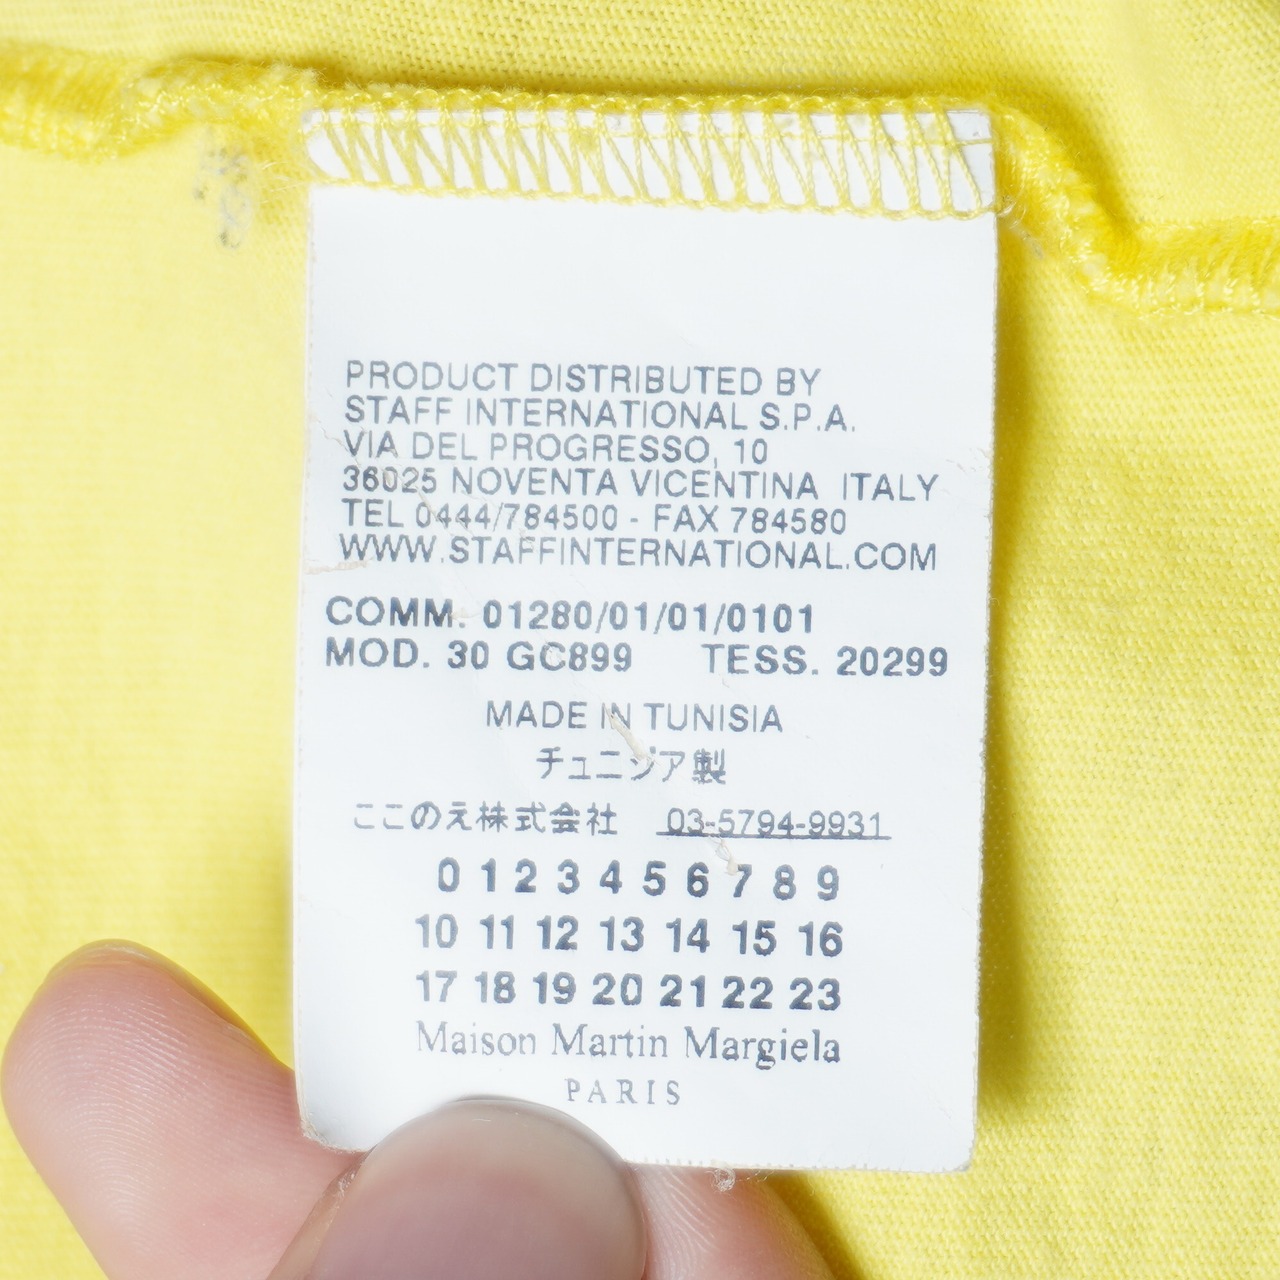 PRODUCT DISTRIBUTED BY
STAFF INTERNATIONAL S.P.A.
VIA DEL PROGRESSO, 10
36025 NOVENTA VICENTINA ITALY
TEL 0444/784500 - FAX 784580
WWW.STAFFINTERNATIONAL.COM
COMM. 01280/01/01/0101
MOD. 30 GC899 TESS. 20299
MADE IN TUNISIA
チュニジア製
ここのえ株式会社 03-5794-9931
0 1 2 3 4 5 6 7 8 9
10 11 12 13 14 15 16
17 18 19 20 21 22 23
Maison Martin Margiela
PARIS